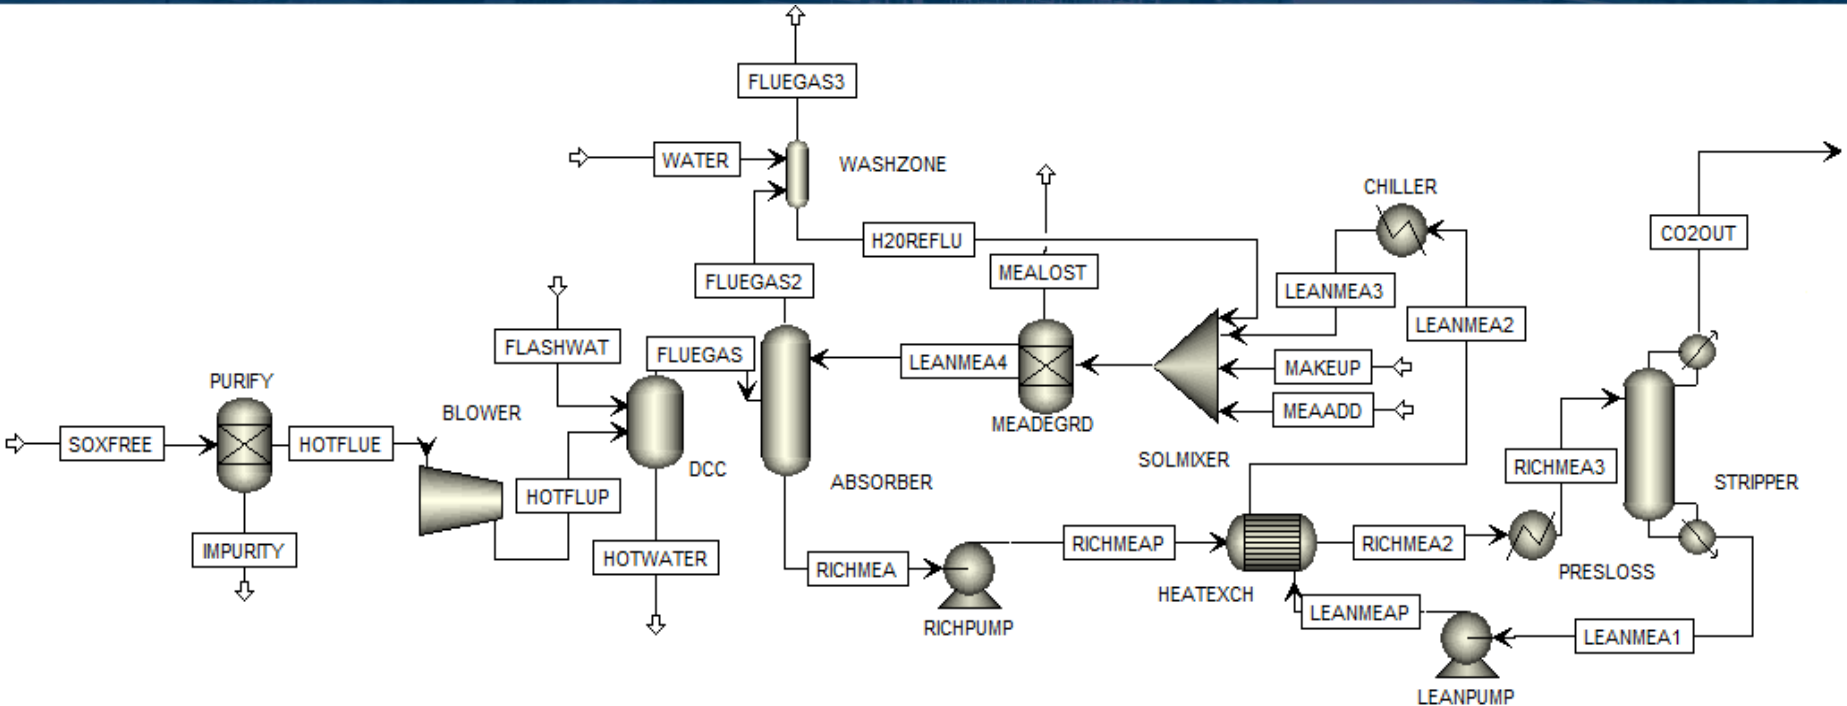 FLUEGAS3
WATER
WASHZONE
CHILLER
H20REFLU
CO2OUT
MEALOST
FLUEGAS2
LEANMEA3
LEANMEA2
FLASHWAT
FLUEGAS
LEANMEA4
MAKEUP
PURIFY
MEAADD
BLOWER
MEADEGRD
SOXFREE
HOTFLUE
SOLMIXER
DCC
RICHMEA3
ABSORBER
STRIPPER
HOTFLUP
IMPURITY
RICHMEAP
RICHMEA2
HOTWATER
RICHMEA
PRESLOSS
HEATEXCH
LEANMEAP
RICHPUMP
LEANMEA1
LEANPUMP